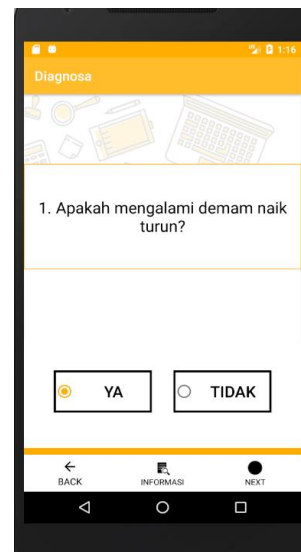 1:16
Diagnosa
1. Apakah mengalami demam naik
turun?
YA
TIDAK
BACK
INFORMASI
NEXT